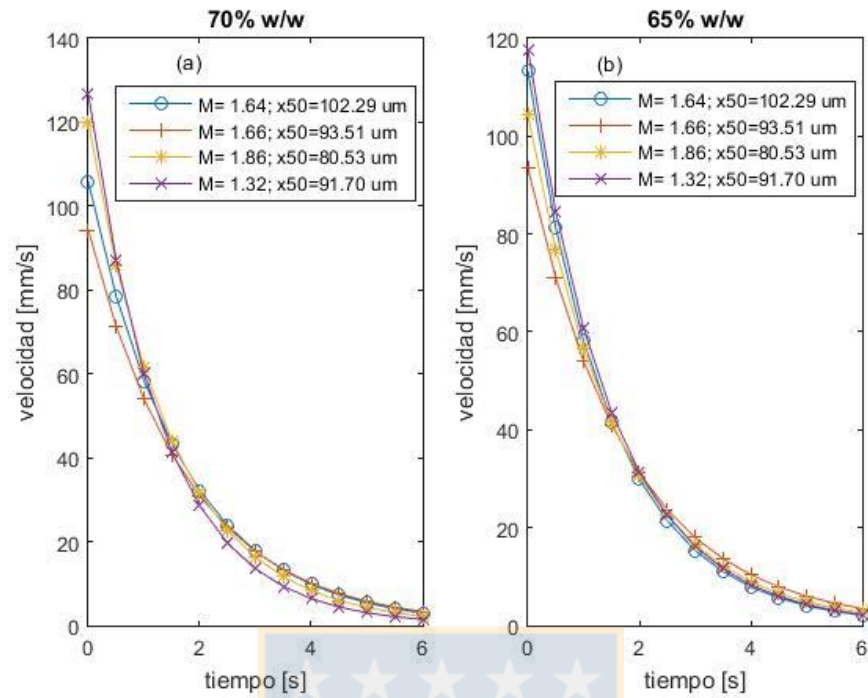 70% w/w
(a)
M= 1.64; x50=102.29 um
M= 1.66; x50=93.51 um
M= 1.86; x50=80.53 um
M= 1.32; x50=91.70 um
140
120
100
80
60
40
20
0
velocidad [mm/s]
0 2 4 6
tiempo [s]
65% w/w
(b)
M= 1.64; x50=102.29 um
M= 1.66; x50=93.51 um
M= 1.86; x50=80.53 um
M= 1.32; x50=91.70 um
120
100
80
60
40
20
0
velocidad [mm/s]
0 2 4 6
tiempo [s]